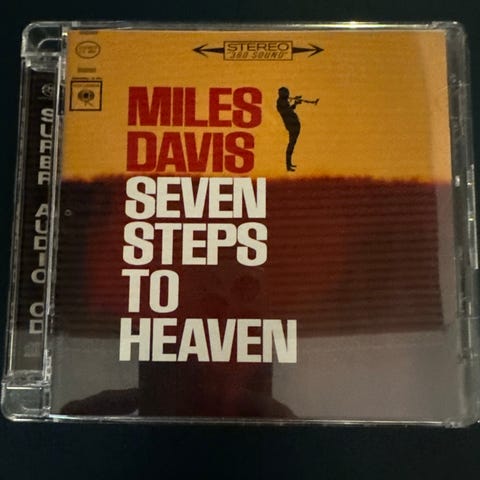 STEREO
"360 SOUND"
MILES
DAVIS
SEVEN
STEPS
TO
HEAVEN
SUPER AUDIO CD